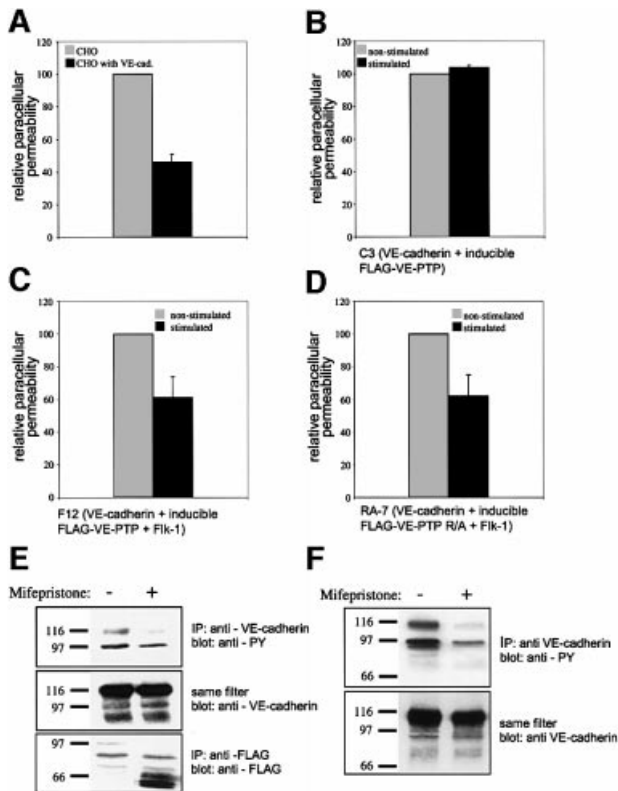 A
relative paracellular
permeability
120
100
80
60
40
20
0
CHO
CHO with VE-cad.
B
relative paracellular
permeability
120
100
80
60
40
20
0
non-stimulated
stimulated
C3 (VE-cadherin + inducible
FLAG-VE-PTP)
C
relative paracellular
permeability
120
100
80
60
40
20
0
non-stimulated
stimulated
F12 (VE-cadherin + inducible
FLAG-VE-PTP + Flk-1)
D
relative paracellular
permeability
120
100
80
60
40
20
0
non-stimulated
stimulated
RA-7 (VE-cadherin + inducible
FLAG-VE-PTP R/A + Flk-1)
E
Mifepristone: - +
116
97
IP: anti - VE-cadherin
blot: anti - PY
116
97
same filter
blot: anti - VE-cadherin
97
66
IP: anti -FLAG
blot: anti - FLAG
F
Mifepristone: - +
116
97
66
IP: anti VE-cadherin
blot: anti - PY
116
97
66
same filter
blot: anti VE-cadherin